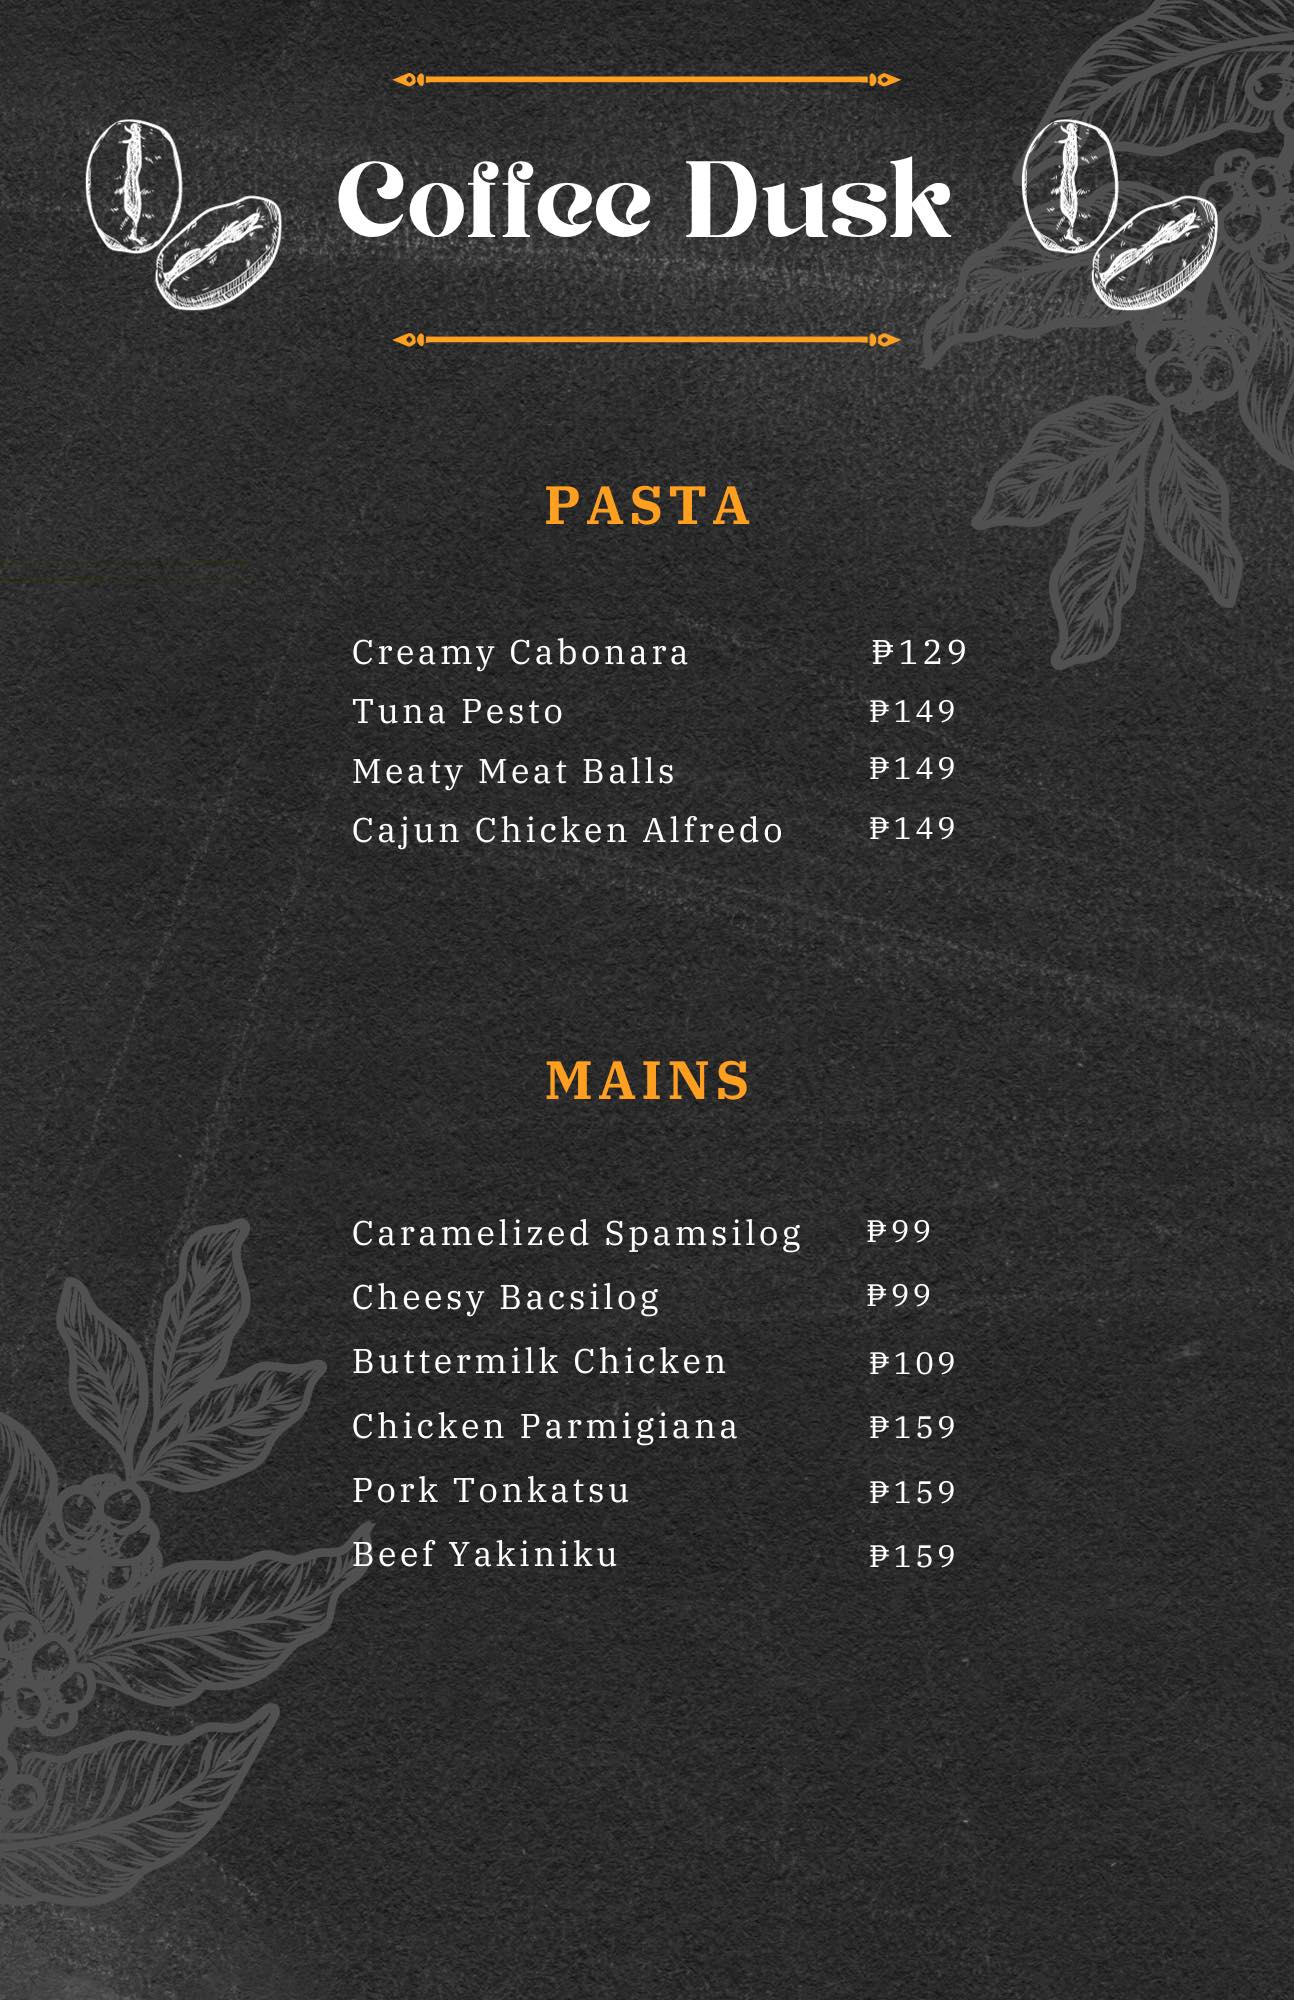 Coffee Dusk
PASTA
Creamy Cabonara ₱129
Tuna Pesto ₱149
Meaty Meat Balls ₱149
Cajun Chicken Alfredo ₱149
MAINS
Caramelized Spamsilog ₱99
Cheesy Bacsilog ₱99
Buttermilk Chicken ₱109
Chicken Parmigiana ₱159
Pork Tonkatsu ₱159
Beef Yakiniku ₱159